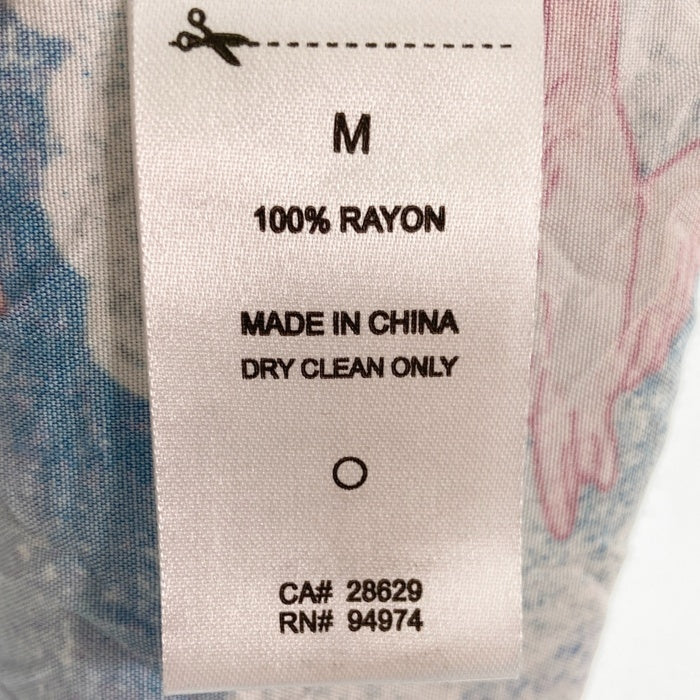 M
100% RAYON
MADE IN CHINA
DRY CLEAN ONLY
CA# 28629
RN# 94974